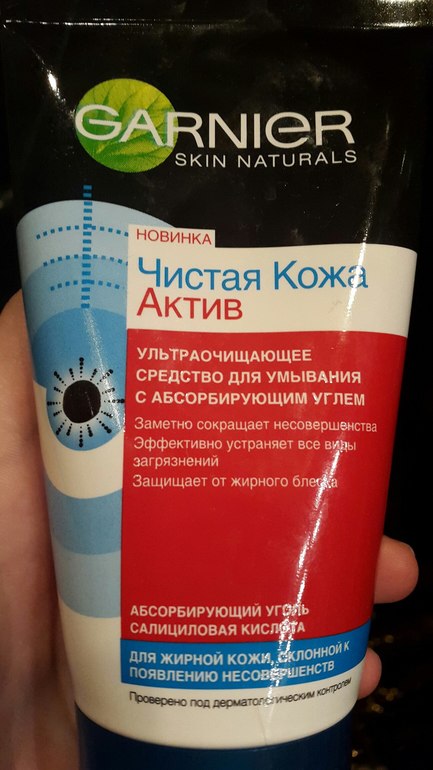 GARNIER
SKIN NATURALS
НОВИНКА
Чистая Кожа
Актив
УЛЬТРАОЧИЩАЮЩЕЕ
СРЕДСТВО ДЛЯ УМЫВАНИЯ
С АБСОРБИРУЮЩИМ УГЛЕМ
Заметно сокращает несовершенства
Эффективно устраняет все виды
загрязнений
Защищает от жирного блеска
АБСОРБИРУЮЩИЙ УГОЛЬ
САЛИЦИЛОВАЯ КИСЛОТА
ДЛЯ ЖИРНОЙ КОЖИ, СКЛОННОЙ К
ПОЯВЛЕНИЮ НЕСОВЕРШЕНСТВ
Проверено под дерматологическим контролем